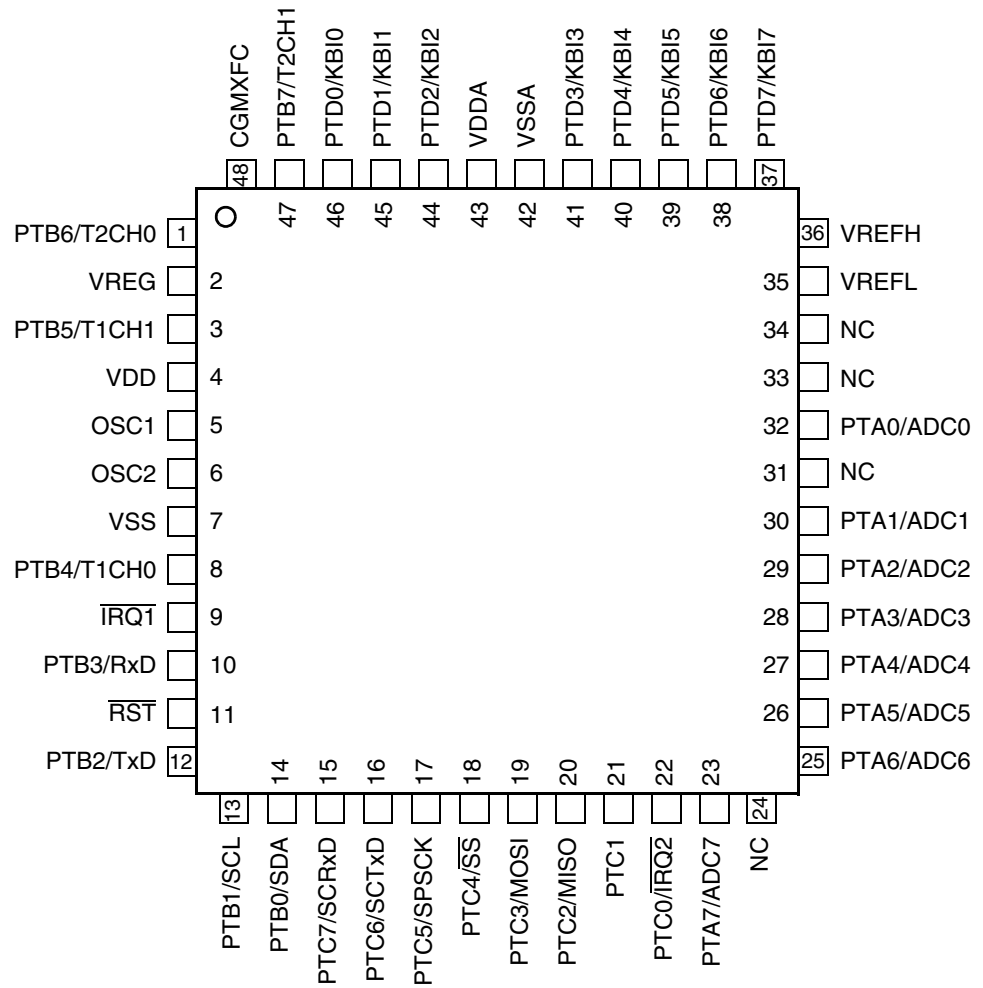 CGMXFC
PTB7/T2CH1
PTD0/KBI0
PTD1/KBI1
PTD2/KBI2
VDDA
VSSA
PTD3/KBI3
PTD4/KBI4
PTD5/KBI5
PTD6/KBI6
PTD7/KBI7
48
47
46
45
44
43
42
41
40
39
38
37
PTB6/T2CH0 1
VREG 2
PTB5/T1CH1 3
VDD 4
OSC1 5
OSC2 6
VSS 7
PTB4/T1CH0 8
IRQ1 9
PTB3/RxD 10
RST 11
PTB2/TxD 12
36 VREFH
35 VREFL
34 NC
33 NC
32 PTA0/ADC0
31 NC
30 PTA1/ADC1
29 PTA2/ADC2
28 PTA3/ADC3
27 PTA4/ADC4
26 PTA5/ADC5
25 PTA6/ADC6
13
14
15
16
17
18
19
20
21
22
23
24
PTB1/SCL
PTB0/SDA
PTC7/SCRxD
PTC6/SCTxD
PTC5/SPSCK
PTC4/SS
PTC3/MOSI
PTC2/MISO
PTC1
PTC0/IRQ2
PTA7/ADC7
NC